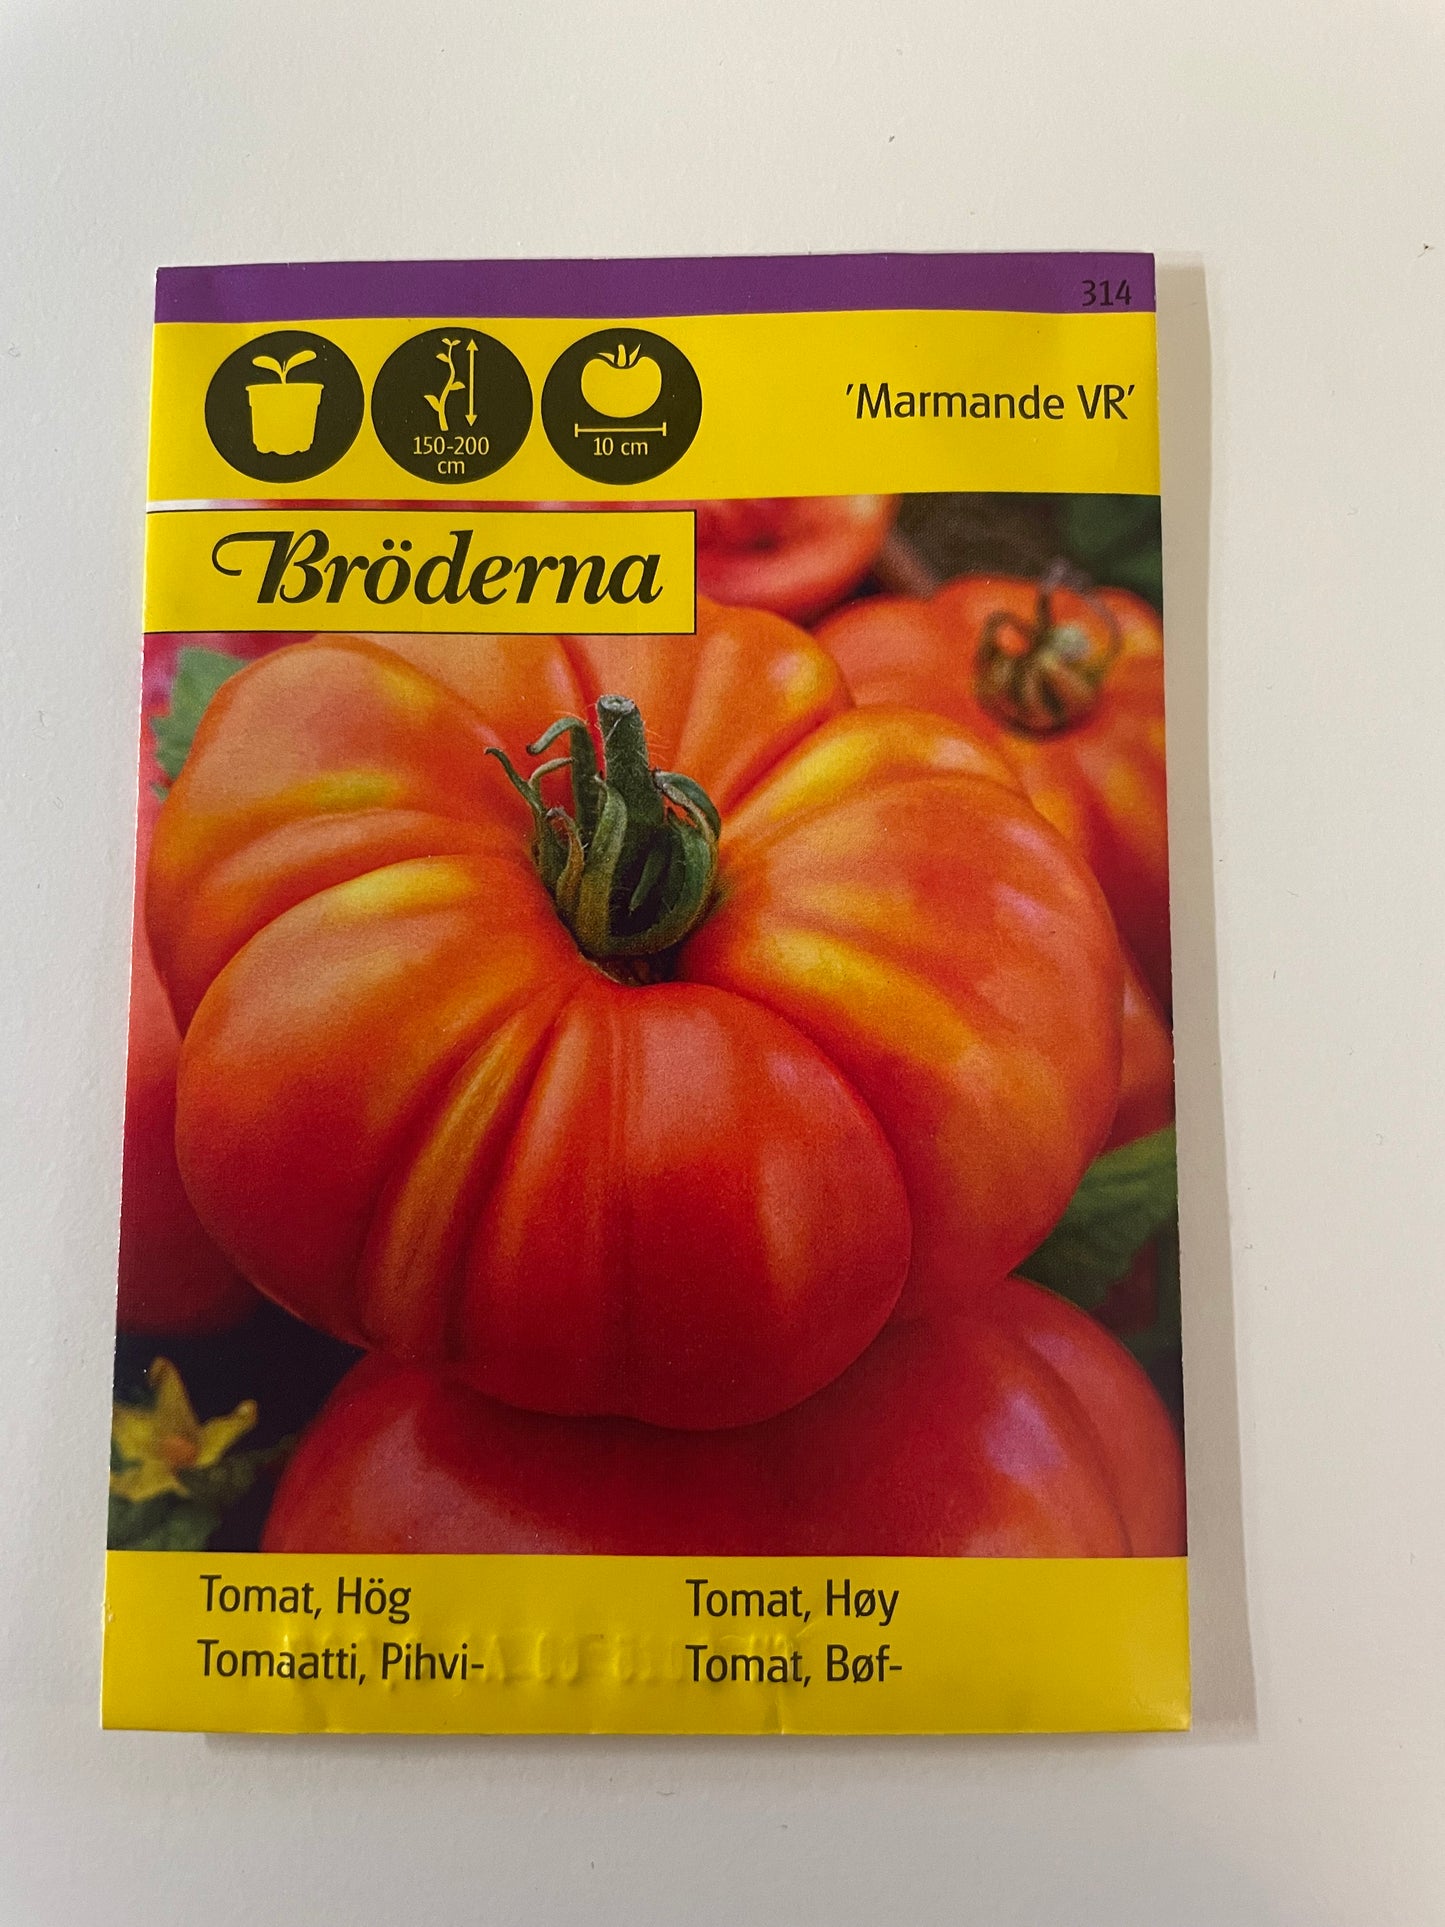 314
150-200
cm
10 cm
'Marmande VR'
Bröderna
Tomat, Hög
Tomaatti, Pihvi-
Tomat, Høy
Tomat, Bøf-